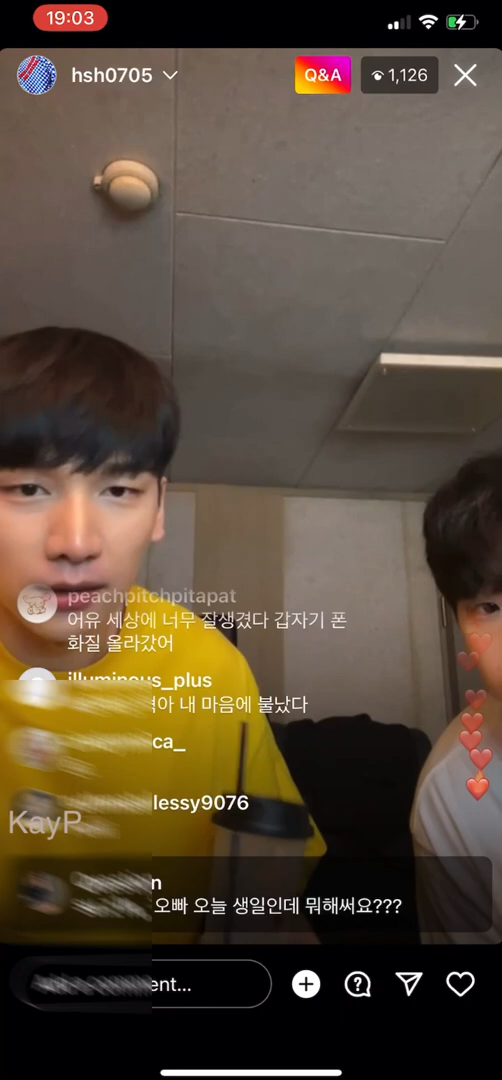 19:03
hsh0705
Q&A
1,126
peachpitchpitapat
어유 세상에 너무 잘생겼다 갑자기 폰
화질 올라갔어
illuminous_plus
내 마음에 불났다
ca_
lessy9076
KayP
오빠 오늘 생일인데 뭐해써요???
ent...